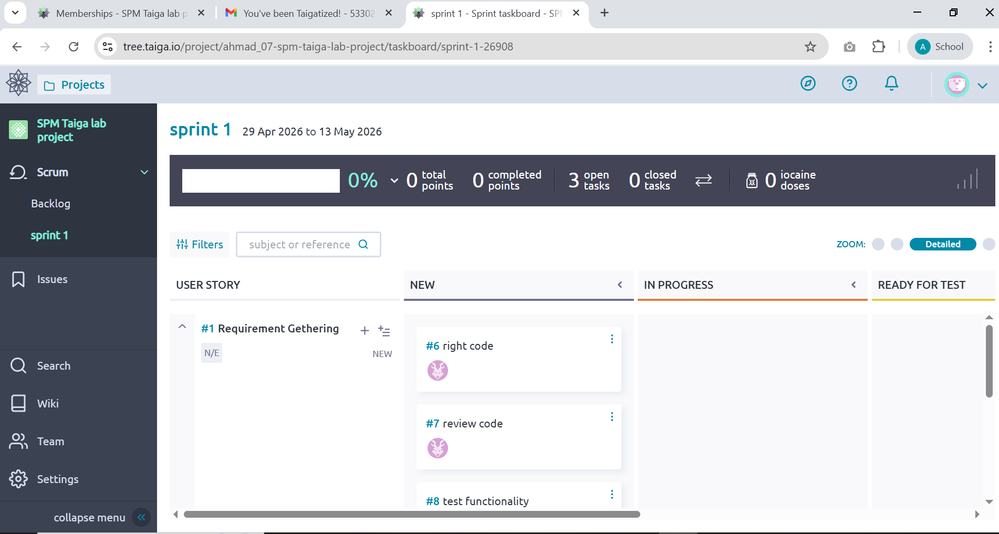 Memberships - SPM Taiga lab p
You've been Taigatized! - 53302
sprint 1 - Sprint taskboard - SPM
tree.taiga.io/project/ahmad_07-spm-taiga-lab-project/taskboard/sprint-1-26908
A School
Projects
SPM Taiga lab
project
Scrum
Backlog
sprint 1
Issues
Search
Wiki
Team
Settings
collapse menu
sprint 1 29 Apr 2026 to 13 May 2026
0% 0 total points 0 completed points 3 open tasks 0 closed tasks 0 iocaine doses
Filters subject or reference ZOOM: Detailed
USER STORY NEW IN PROGRESS READY FOR TEST
#1 Requirement Gethering
N/E NEW
#6 right code
#7 review code
#8 test functionality